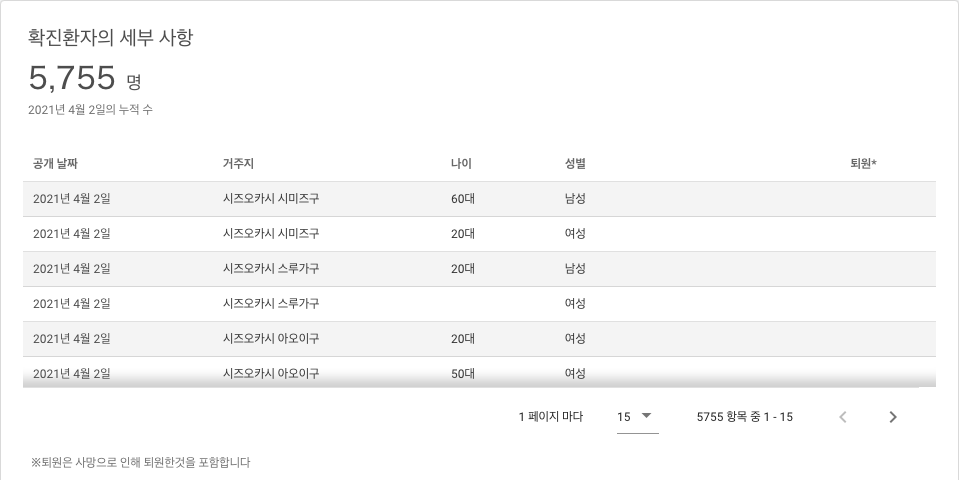 확진환자의 세부 사항
5,755 명
2021년 4월 2일의 누적 수
공개 날짜 거주지 나이 성별 퇴원*
2021년 4월 2일 시즈오카시 시미즈구 60대 남성
2021년 4월 2일 시즈오카시 시미즈구 20대 여성
2021년 4월 2일 시즈오카시 스루가구 20대 남성
2021년 4월 2일 시즈오카시 스루가구 여성
2021년 4월 2일 시즈오카시 아오이구 20대 여성
2021년 4월 2일 시즈오카시 아오이구 50대 여성
1 페이지 마다 15 5755 항목 중 1 - 15
※퇴원은 사망으로 인해 퇴원한것을 포함합니다